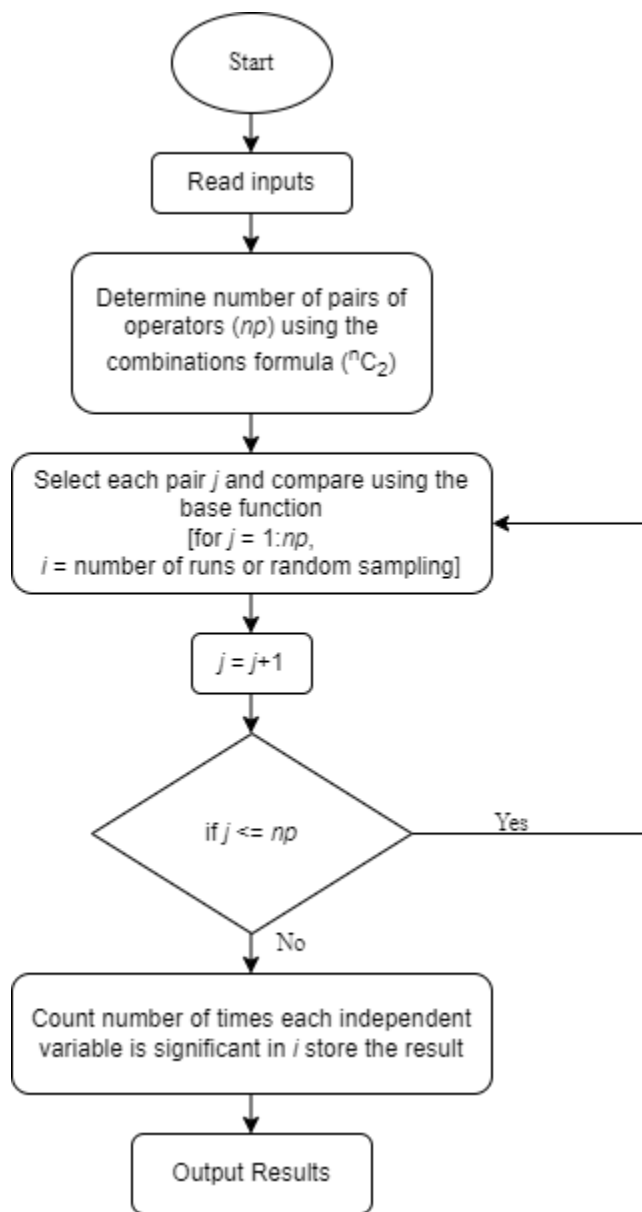 Start
Read inputs
Determine number of pairs of
operators (np) using the
combinations formula (ⁿC₂)
Select each pair j and compare using the
base function
[for j = 1:np,
i = number of runs or random sampling]
j = j+1
if j <= np
Yes
No
Count number of times each independent
variable is significant in i store the result
Output Results